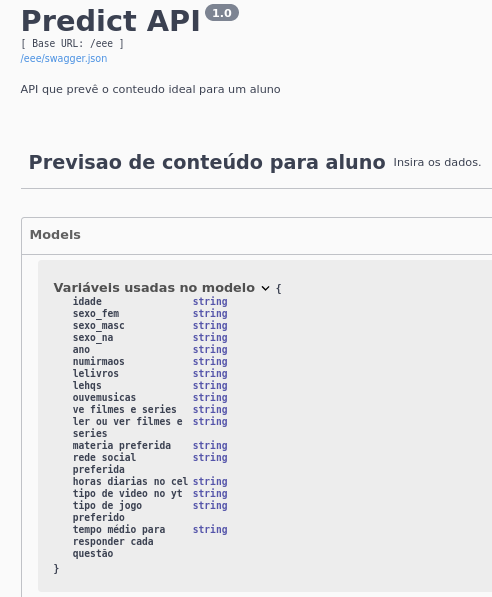 Predict API 1.0
[ Base URL: /eee ]
/eee/swagger.json
API que prevê o conteudo ideal para um aluno
Previsao de conteúdo para aluno Insira os dados.
Models
Variáveis usadas no modelo {
idade string
sexo_fem string
sexo_masc string
sexo_na string
ano string
numirmaos string
lelivros string
lehqs string
ouvemusicas string
ve filmes e series string
ler ou ver filmes e string
series
materia preferida string
rede social string
preferida
horas diarias no cel string
tipo de video no yt string
tipo de jogo string
preferido
tempo médio para string
responder cada
questão
}